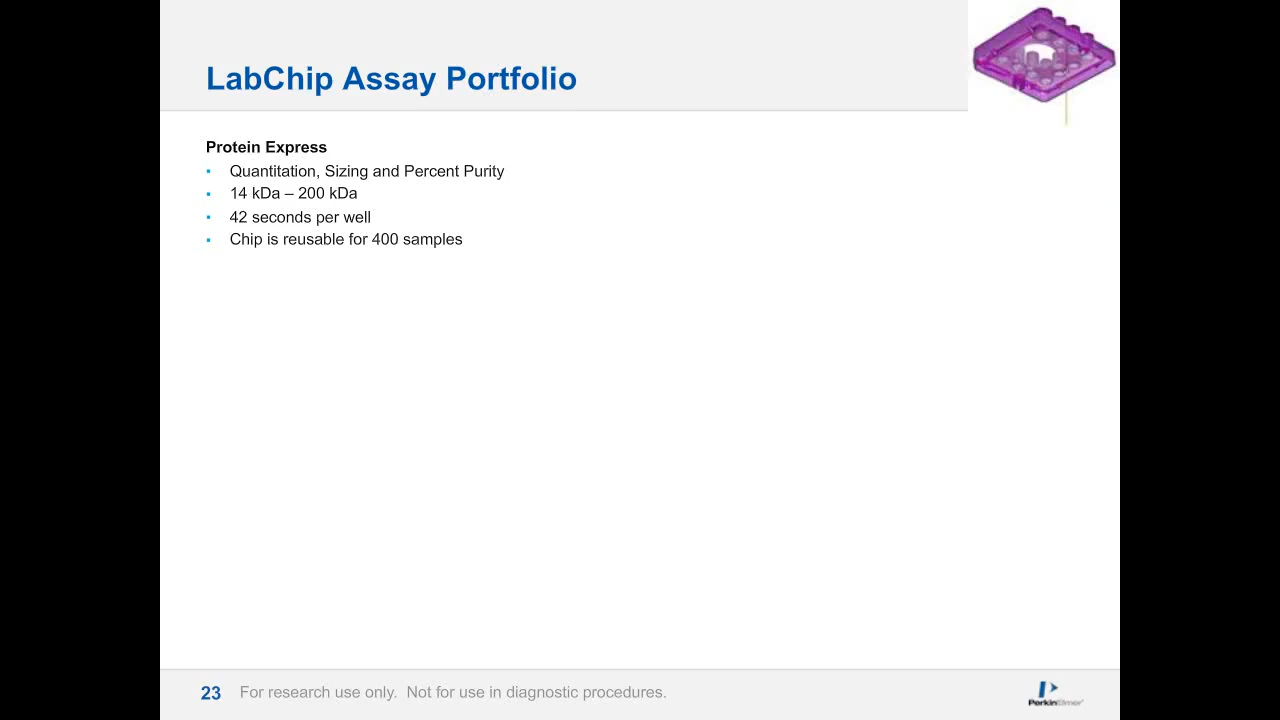 LabChip Assay Portfolio
Protein Express
▪ Quantitation, Sizing and Percent Purity
▪ 14 kDa – 200 kDa
▪ 42 seconds per well
▪ Chip is reusable for 400 samples
23 For research use only. Not for use in diagnostic procedures.
PerkinElmer